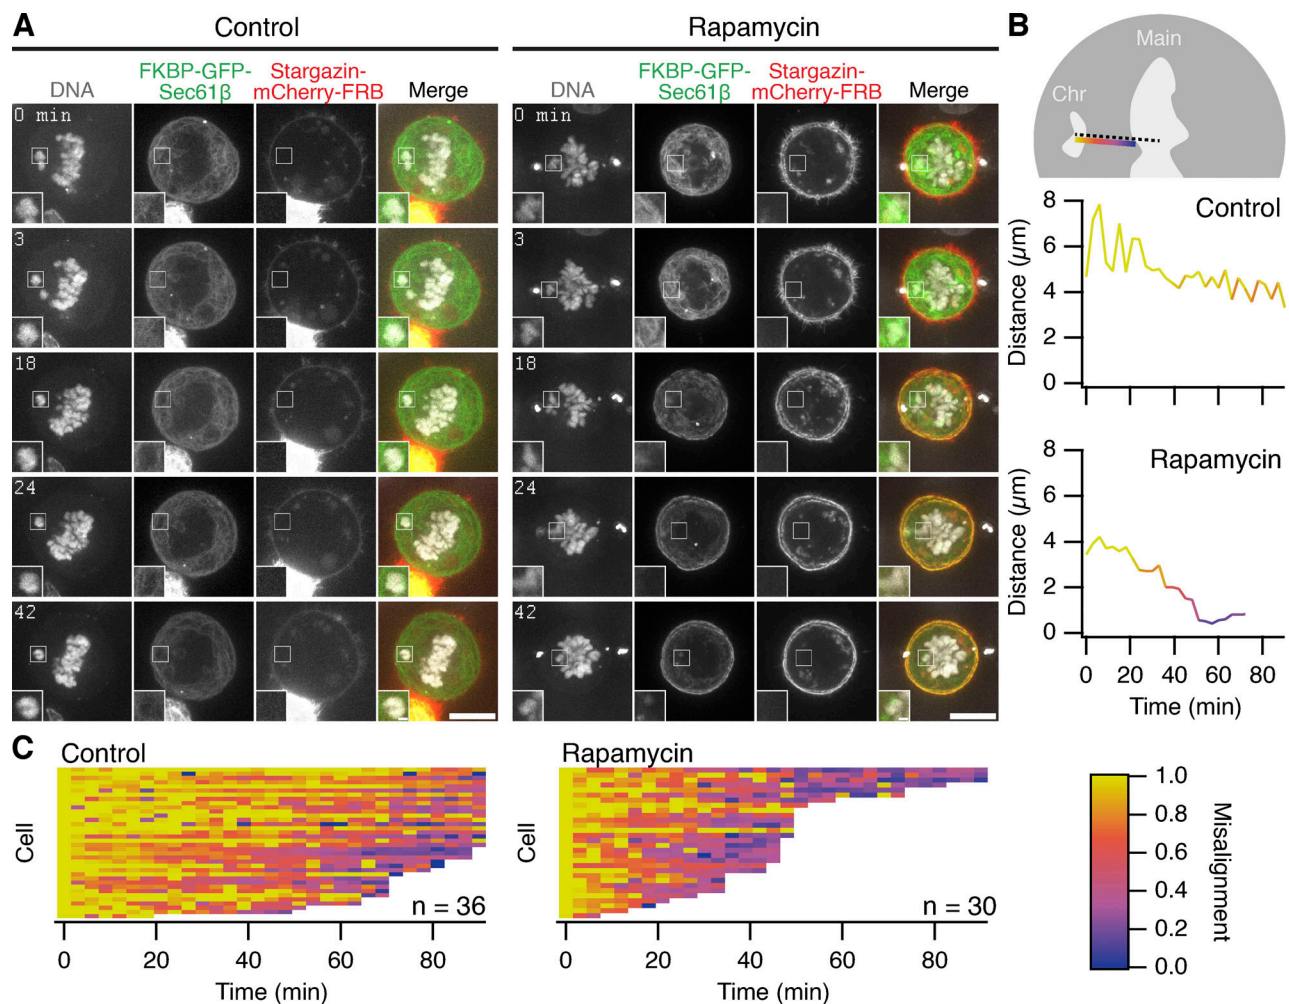 A
Control
Rapamycin
DNA
FKBP-GFP-
Sec61β
Stargazin-
mCherry-FRB
Merge
DNA
FKBP-GFP-
Sec61β
Stargazin-
mCherry-FRB
Merge
0 min
3
18
24
42
0 min
3
18
24
42
B
Main
Chr
Control
8
6
4
2
0
Distance (µm)
Rapamycin
8
6
4
2
0
Distance (µm)
0 20 40 60 80
Time (min)
C
Control
Cell
n = 36
0 20 40 60 80
Time (min)
Rapamycin
Cell
n = 30
0 20 40 60 80
Time (min)
1.0
0.8
0.6
0.4
0.2
0.0
Misalignment